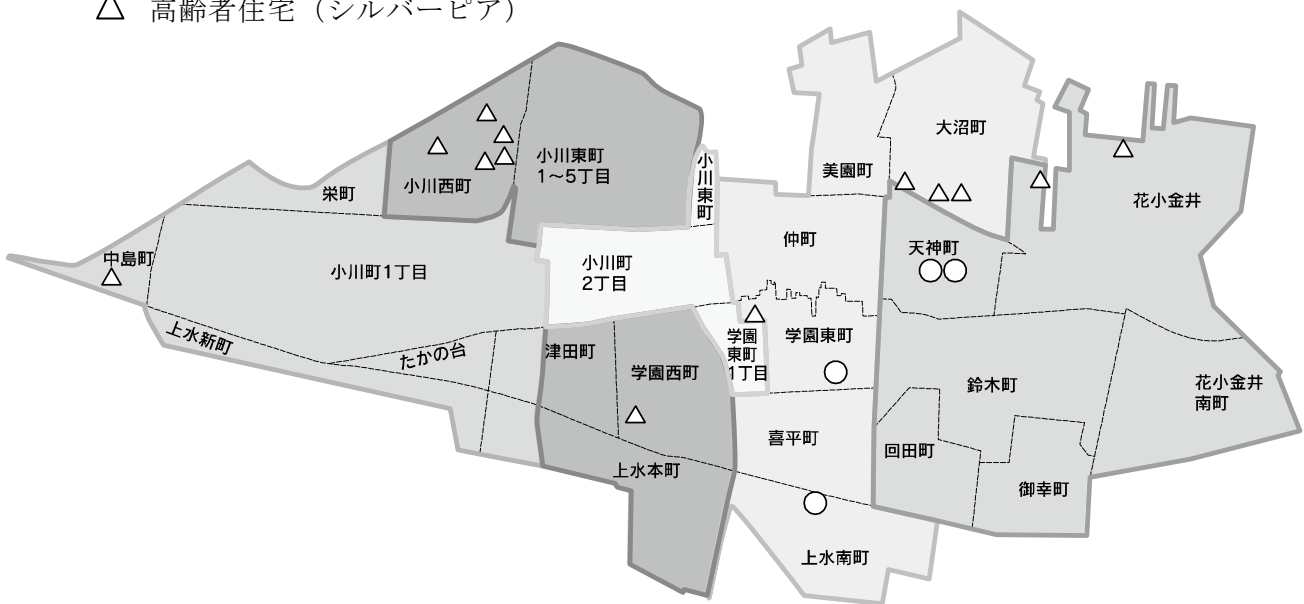 △ 高齢者住宅（シルバーピア）
大沼町
小川東町
1～5丁目
小川東町
美園町
小川西町
栄町
花小金井
仲町
天神町
中島町
小川町1丁目
小川町
2丁目
上水新町
たかの台
津田町
学園西町
学園
東町
1丁目
学園東町
鈴木町
花小金井
南町
喜平町
回田町
上水本町
御幸町
上水南町